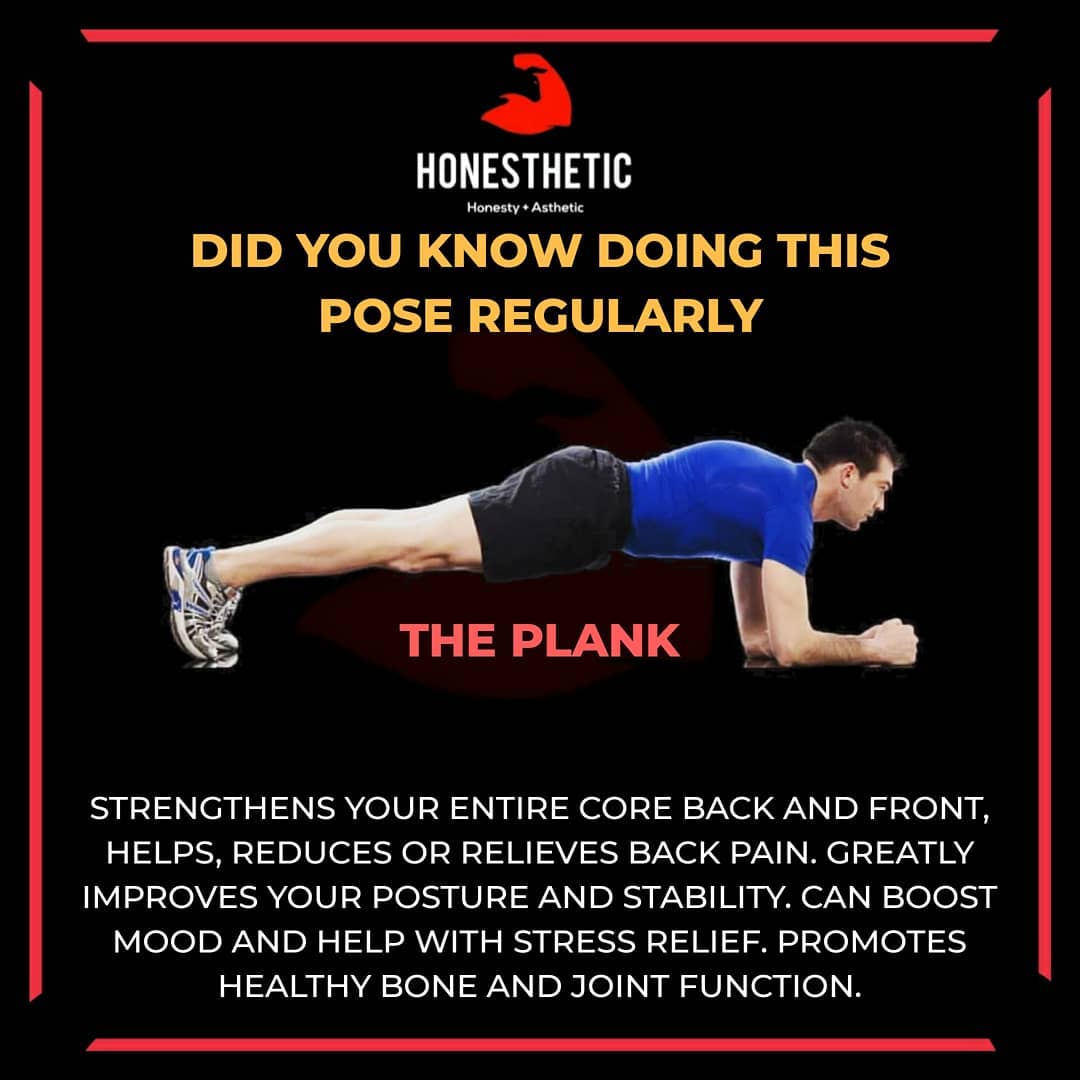 HONESTHETIC
Honesty + Asthetic
DID YOU KNOW DOING THIS
POSE REGULARLY
THE PLANK
STRENGTHENS YOUR ENTIRE CORE BACK AND FRONT,
HELPS, REDUCES OR RELIEVES BACK PAIN. GREATLY
IMPROVES YOUR POSTURE AND STABILITY. CAN BOOST
MOOD AND HELP WITH STRESS RELIEF. PROMOTES
HEALTHY BONE AND JOINT FUNCTION.